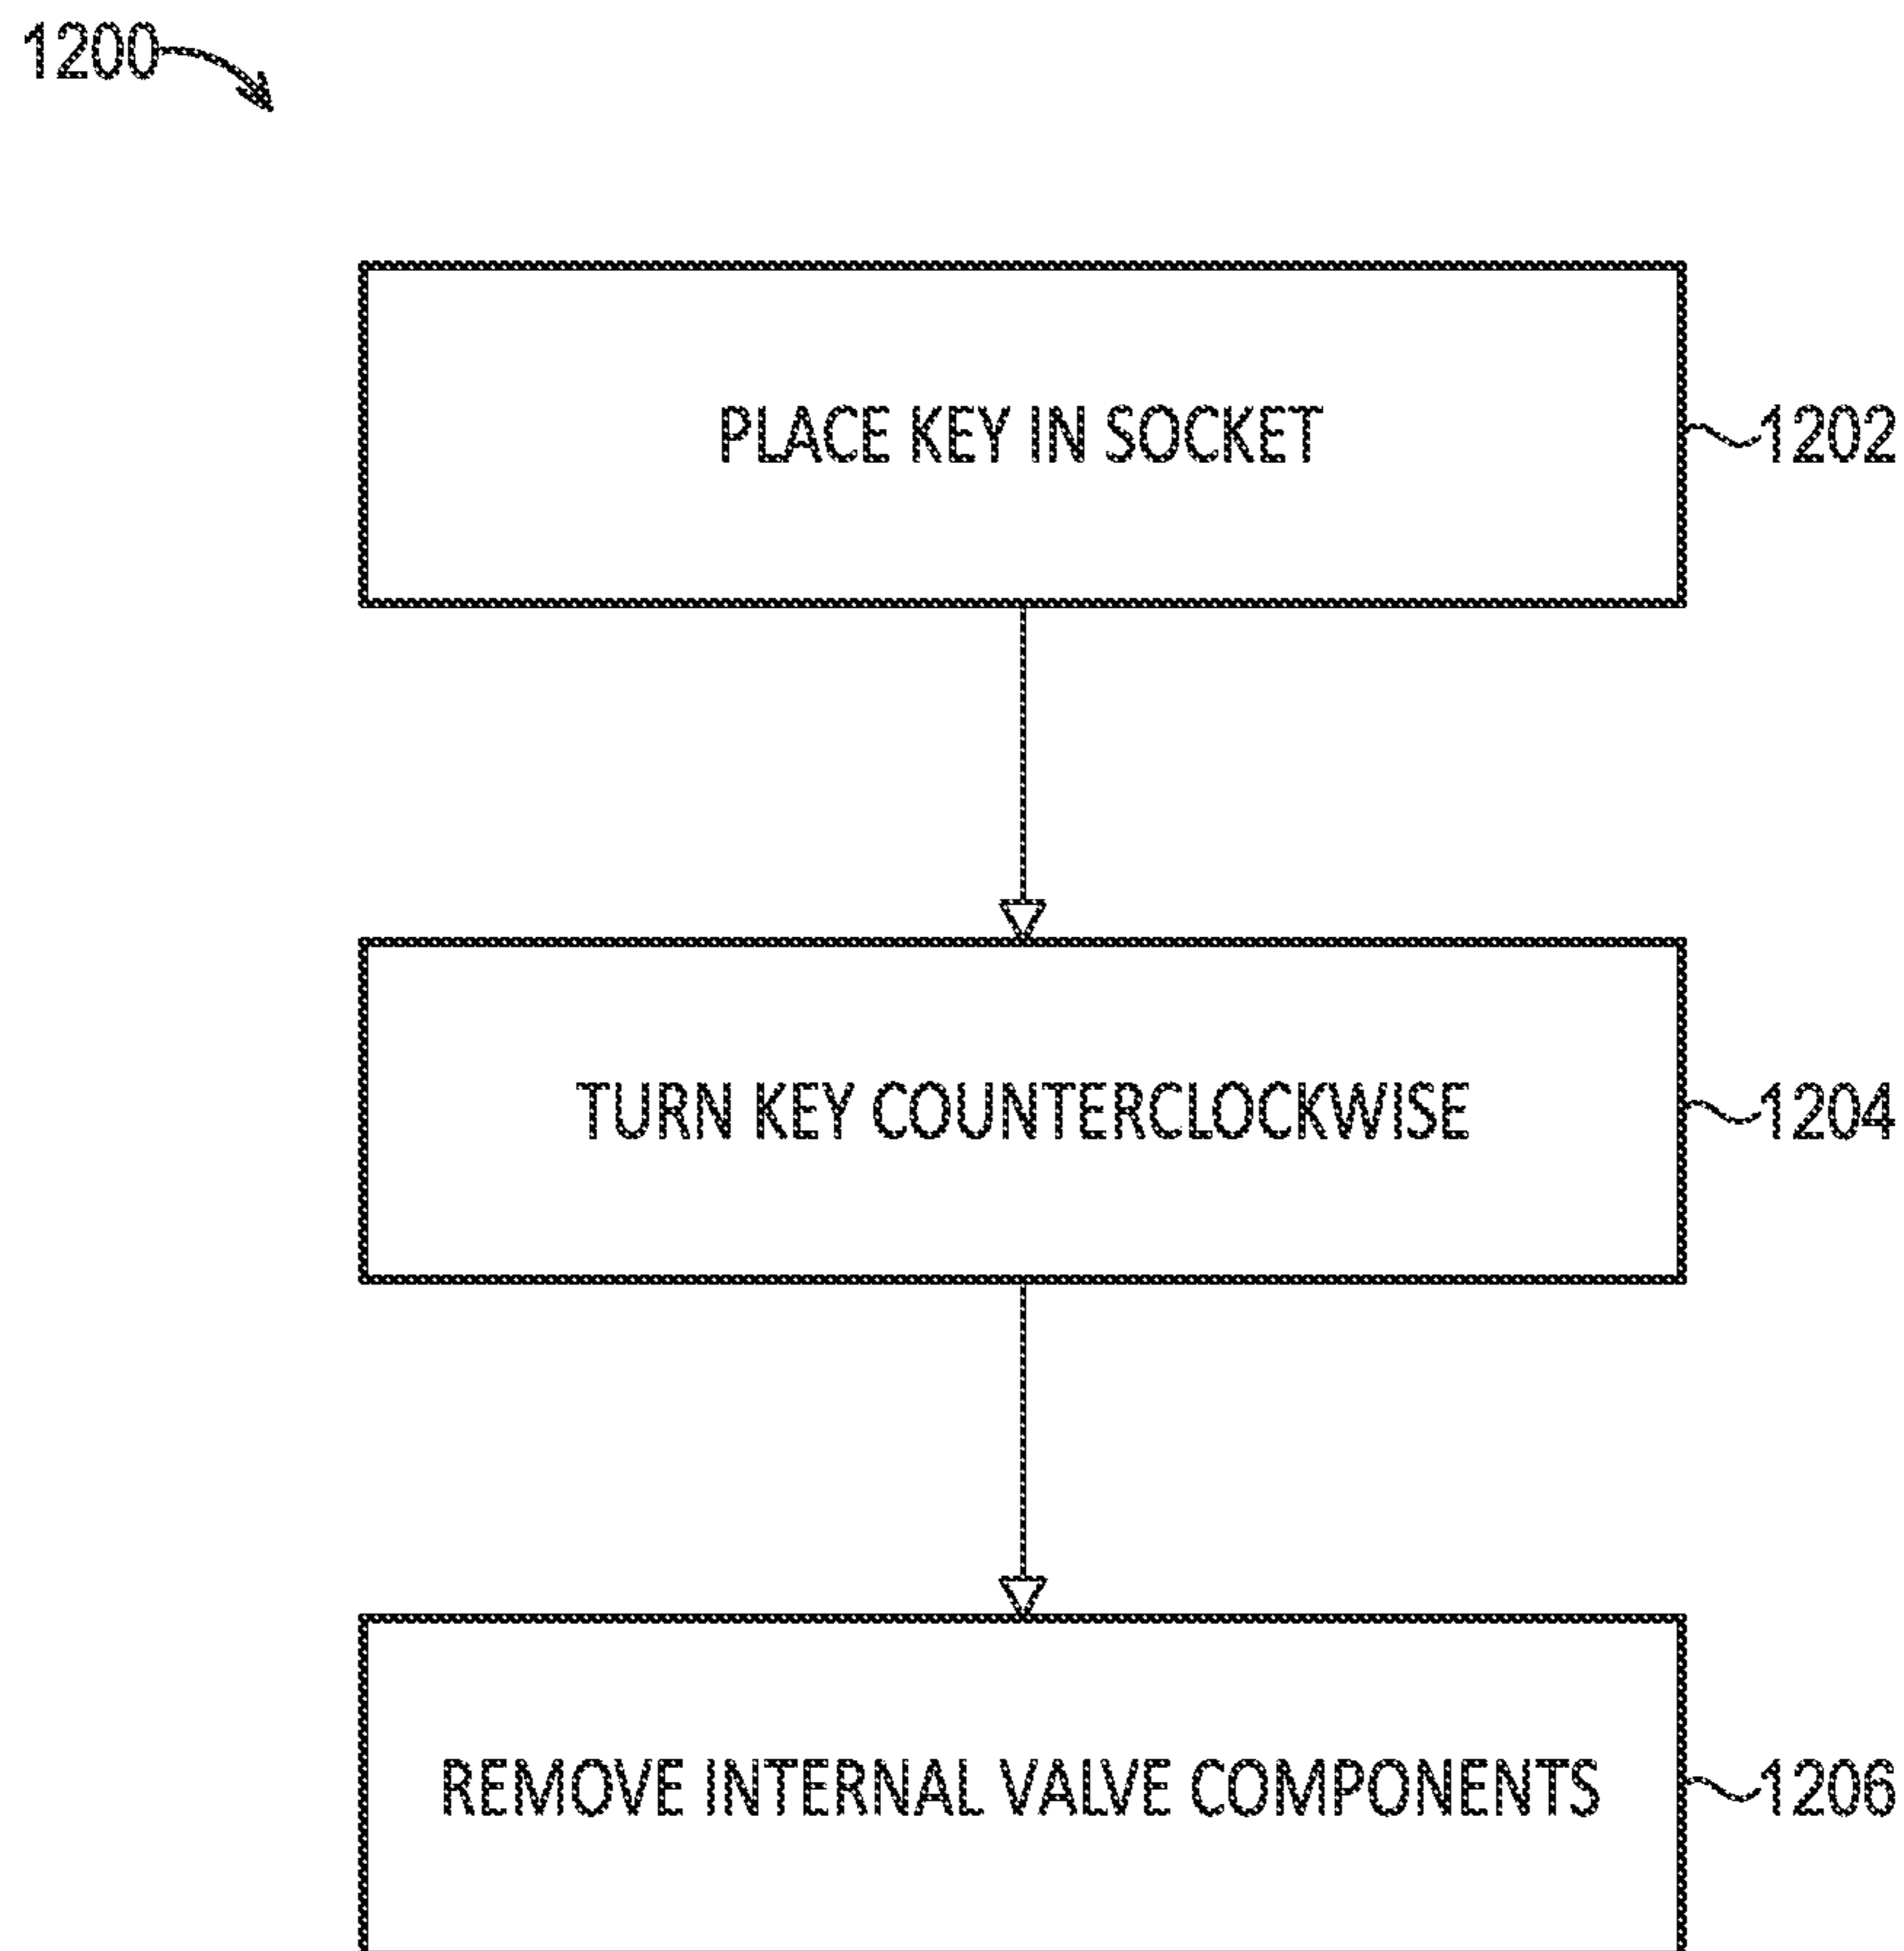 1200
PLACE KEY IN SOCKET
1202
TURN KEY COUNTERCLOCKWISE
1204
REMOVE INTERNAL VALVE COMPONENTS
1206